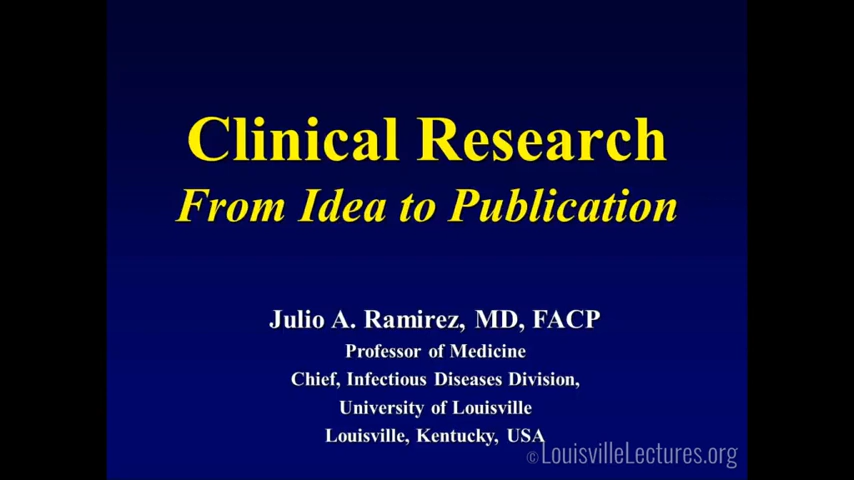 Clinical Research
From Idea to Publication
Julio A. Ramirez, MD, FACP
Professor of Medicine
Chief, Infectious Diseases Division,
University of Louisville
Louisville, Kentucky, USA
©LouisvilleLectures.org